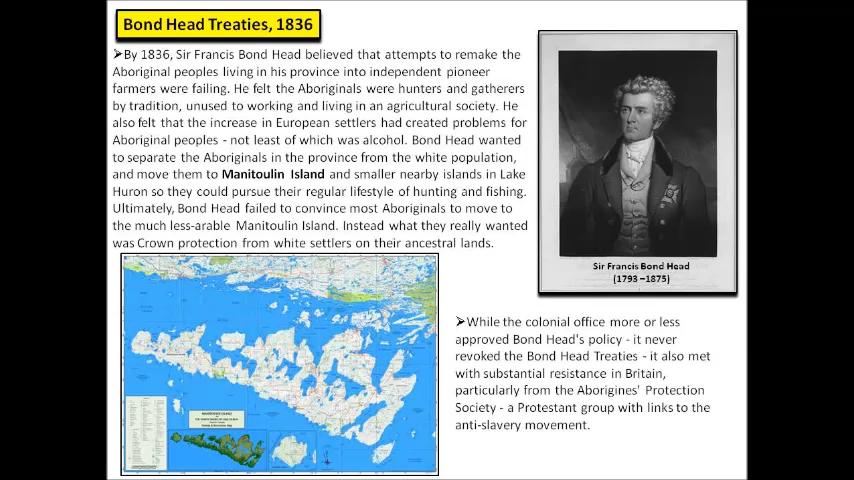 Bond Head Treaties, 1836
➢By 1836, Sir Francis Bond Head believed that attempts to remake the
Aboriginal peoples living in his province into independent pioneer
farmers were failing. He felt the Aboriginals were hunters and gatherers
by tradition, unused to working and living in an agricultural society. He
also felt that the increase in European settlers had created problems for
Aboriginal peoples - not least of which was alcohol. Bond Head wanted
to separate the Aboriginals in the province from the white population,
and move them to Manitoulin Island and smaller nearby islands in Lake
Huron so they could pursue their regular lifestyle of hunting and fishing.
Ultimately, Bond Head failed to convince most Aboriginals to move to
the much less-arable Manitoulin Island. Instead what they really wanted
was Crown protection from white settlers on their ancestral lands.
Sir Francis Bond Head
(1793 –1875)
➢While the colonial office more or less
approved Bond Head's policy - it never
revoked the Bond Head Treaties - it also met
with substantial resistance in Britain,
particularly from the Aborigines' Protection
Society - a Protestant group with links to the
anti-slavery movement.